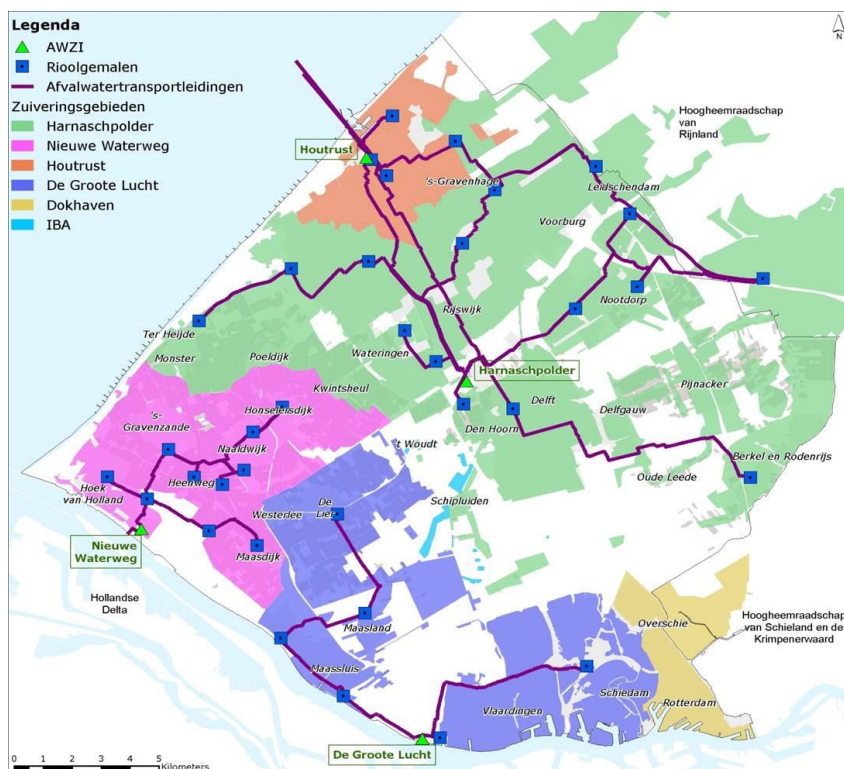 Legenda
AWZI
Rioolgemalen
Afvalwatertransportleidingen
Zuiveringsgebieden
Harnaschpolder
Nieuwe Waterweg
Houtrust
De Groote Lucht
Dokhaven
IBA
N
Hoogheemraadschap
van
Rijnland
Houtrust
's-Gravenhage
Leidschendam
Voorburg
Nootdorp
Rijswijk
Ter Heijde
Monster
Poeldijk
Wateringen
Kwintsheul
Harnaschpolder
Pijnacker
Delft
Delfgauw
Den Hoorn
's-
Gravenzande
Honselersdijk
Naaldwijk
't Woudt
Berkel en Rodenrijs
Oude Leede
Heenweg
Hoek
van Holland
Schipluiden
De
Lier
Westerlee
Maasdijk
Nieuwe
Waterweg
Hollandse
Delta
Maasland
Overschie
Hoogheemraadschap
van Schieland en de
Krimpenerwaard
Maassluis
Schiedam
Rotterdam
Vlaardingen
De Groote Lucht
0 1 2 3 4 5
Kilometers